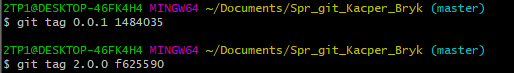 2TP1@DESKTOP-46FK4H4 MINGW64 ~/Documents/Spr_git_Kacper_Bryk (master)
$ git tag 0.0.1 1484035
2TP1@DESKTOP-46FK4H4 MINGW64 ~/Documents/Spr_git_Kacper_Bryk (master)
$ git tag 2.0.0 f625590